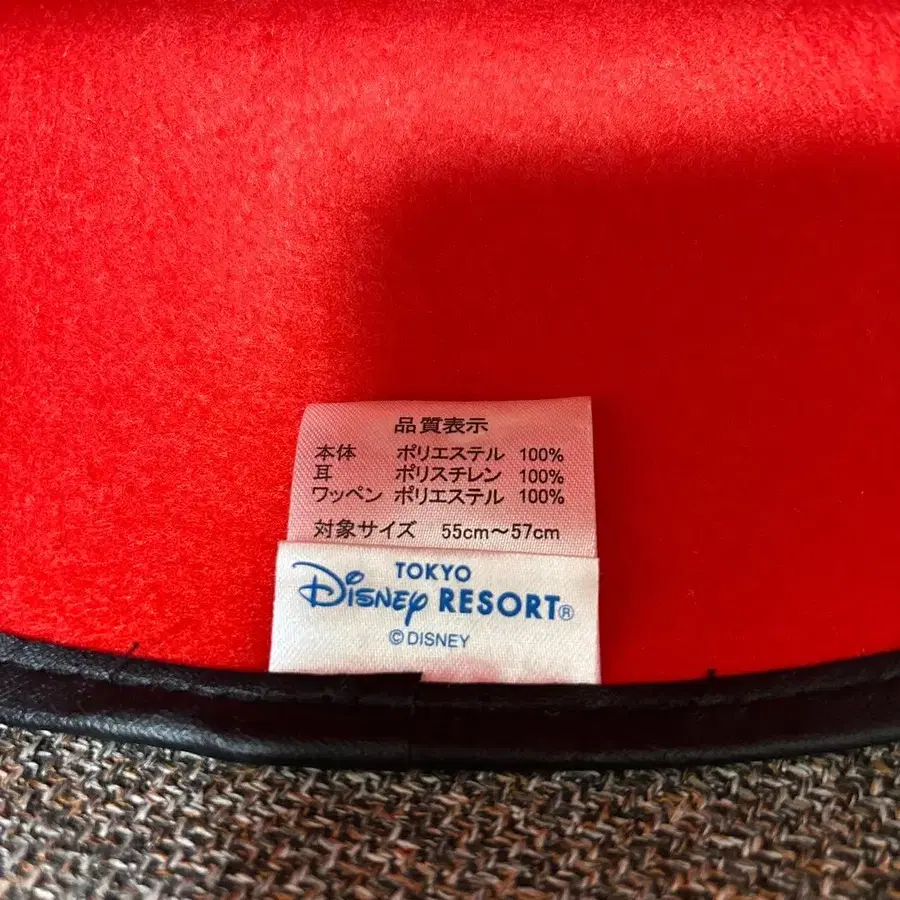 品質表示
本体 ポリエステル 100%
耳 ポリスチレン 100%
ワッペン ポリエステル 100%
対象サイズ 55cm～57cm
TOKYO
Disney RESORT®
©DISNEY